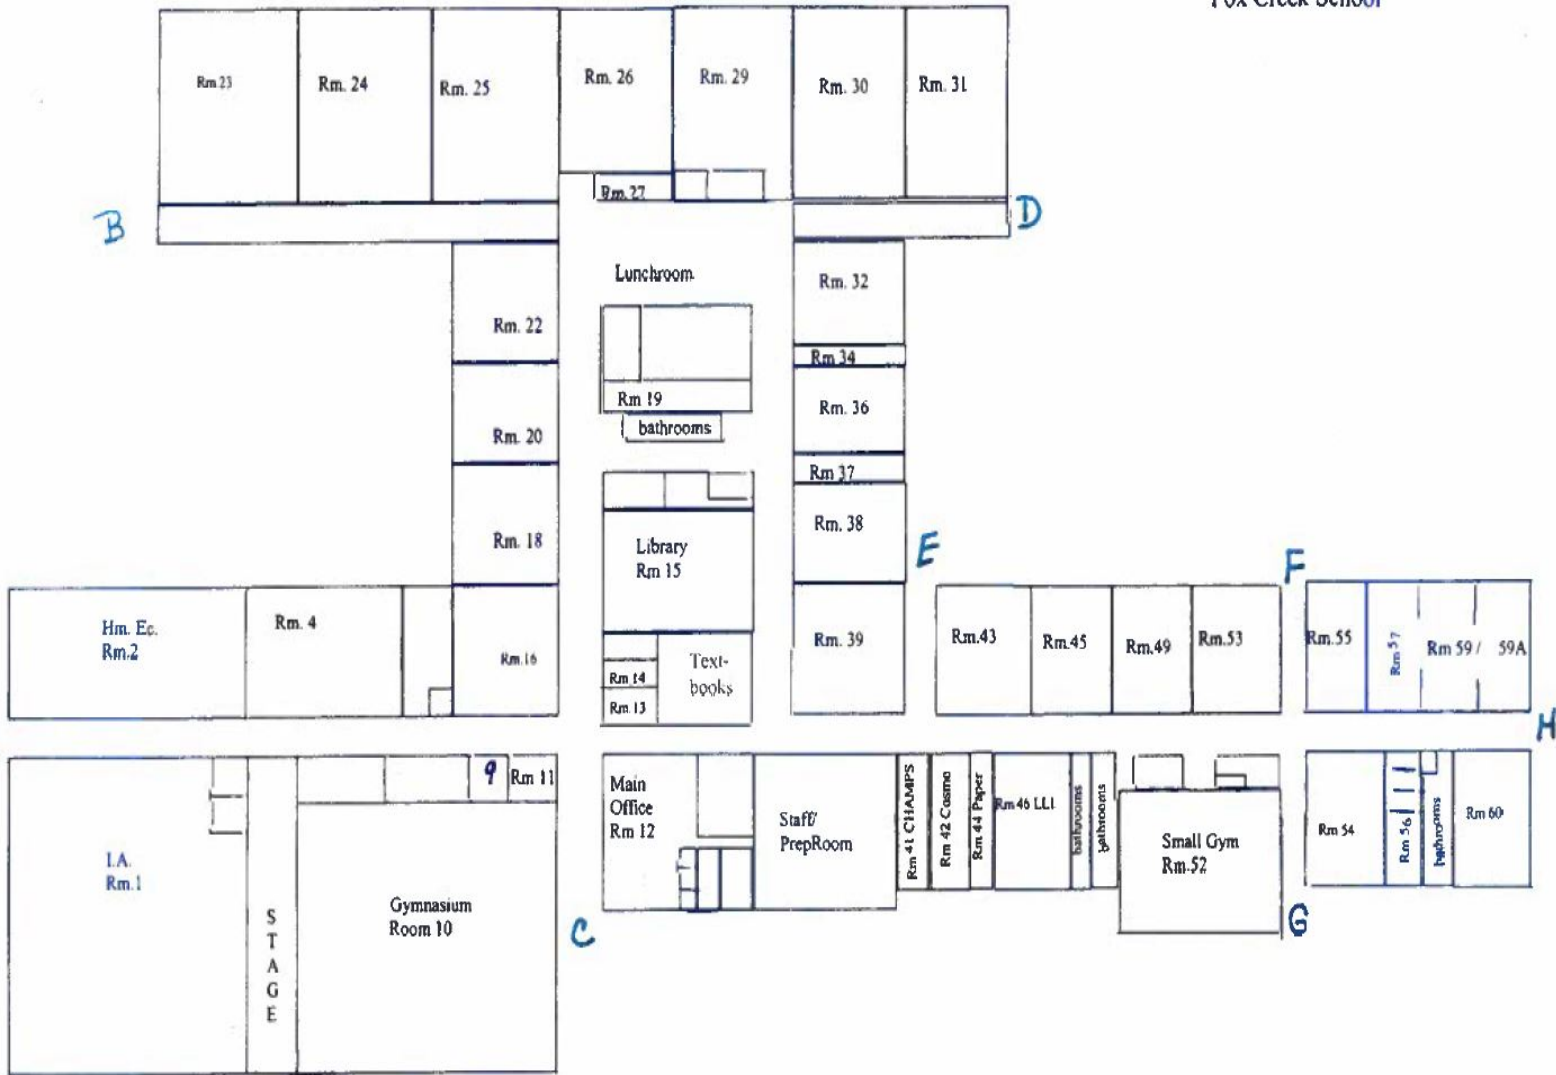 Fox Creek School
Rm 23
Rm. 24
Rm. 25
Rm. 26
Rm. 29
Rm. 30
Rm. 31
Rm. 27
B
D
Lunchroom
Rm. 32
Rm. 22
Rm 34
Rm 19
Rm. 36
bathrooms
Rm. 20
Rm 37
Rm. 38
Rm. 18
Library
Rm 15
E
F
Hm. Ec.
Rm.2
Rm. 4
Rm.16
Rm 14
Rm 13
Text-
books
Rm. 39
Rm.43
Rm.45
Rm.49
Rm.53
Rm.55
Rm 57
Rm 59 / 59A
H
9
Rm 11
Main
Office
Rm 12
Staff/
PrepRoom
Rm 41 CHAMPS
Rm 42 Cosmo
Rm 44 Paper
Rm 46 LLI
bathrooms
bathrooms
Small Gym
Rm.52
Rm 54
Rm 56
bathrooms
Rm 60
I.A.
Rm.1
STAGE
Gymnasium
Room 10
C
G